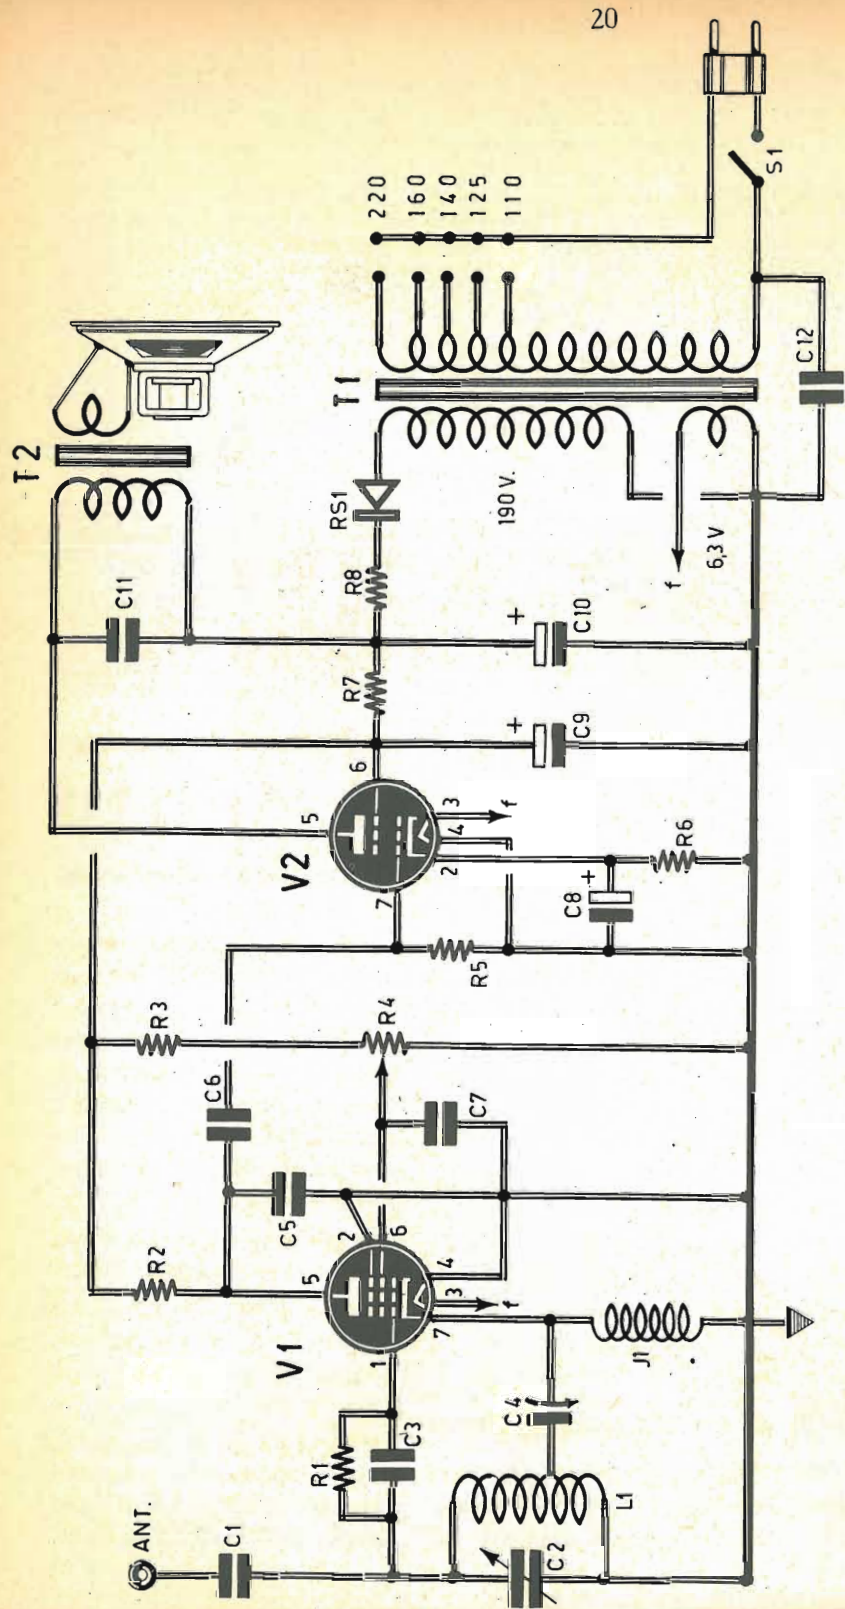 20
ANT.
C1
R1
C3
C2
L1
C4
J1
V1
1
2
3
4
5
6
7
f
R2
C5
C6
C7
R3
R4
V2
2
3
4
5
6
7
f
R5
C8
+
R6
C9
+
C10
+
R7
R8
RS1
C11
T2
T1
190 V.
6,3 V
f
220
160
140
125
110
S1
C12